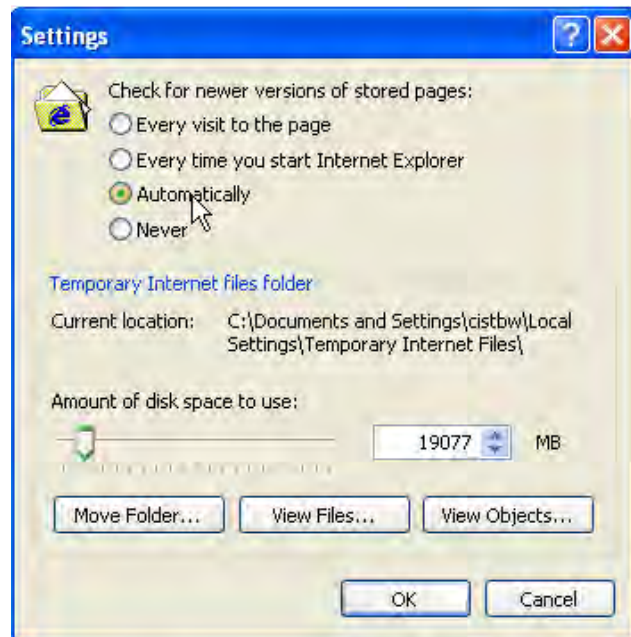 Settings
Check for newer versions of stored pages:
Every visit to the page
Every time you start Internet Explorer
Automatically
Never
Temporary Internet files folder
Current location: C:\Documents and Settings\cistbw\Local
Settings\Temporary Internet Files\
Amount of disk space to use:
19077 MB
Move Folder... View Files... View Objects...
OK Cancel